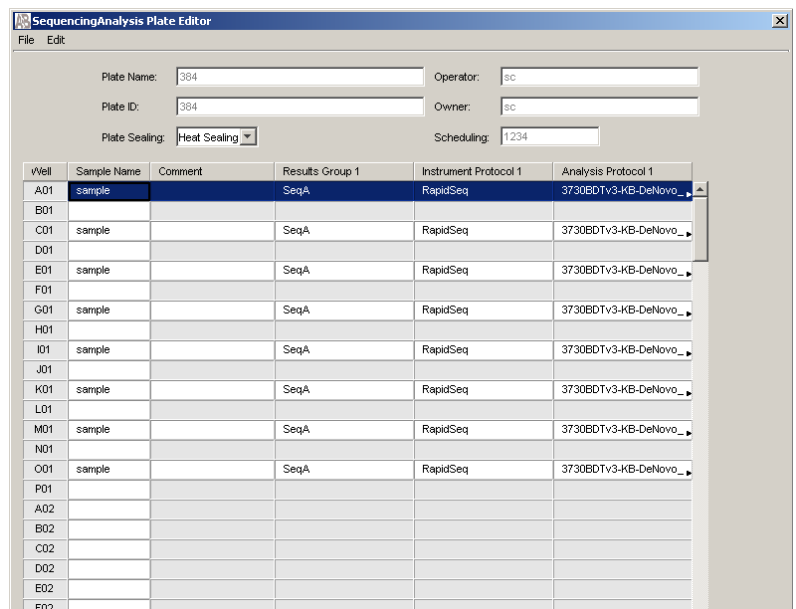 SequencingAnalysis Plate Editor
File Edit
Plate Name: 384 Operator: sc
Plate ID: 384 Owner: sc
Plate Sealing: Heat Sealing Scheduling: 1234
Well Sample Name Comment Results Group 1 Instrument Protocol 1 Analysis Protocol 1
A01 sample SeqA RapidSeq 3730BDTv3-KB-DeNovo_
B01
C01 sample SeqA RapidSeq 3730BDTv3-KB-DeNovo_
D01
E01 sample SeqA RapidSeq 3730BDTv3-KB-DeNovo_
F01
G01 sample SeqA RapidSeq 3730BDTv3-KB-DeNovo_
H01
I01 sample SeqA RapidSeq 3730BDTv3-KB-DeNovo_
J01
K01 sample SeqA RapidSeq 3730BDTv3-KB-DeNovo_
L01
M01 sample SeqA RapidSeq 3730BDTv3-KB-DeNovo_
N01
O01 sample SeqA RapidSeq 3730BDTv3-KB-DeNovo_
P01
A02
B02
C02
D02
E02
F02